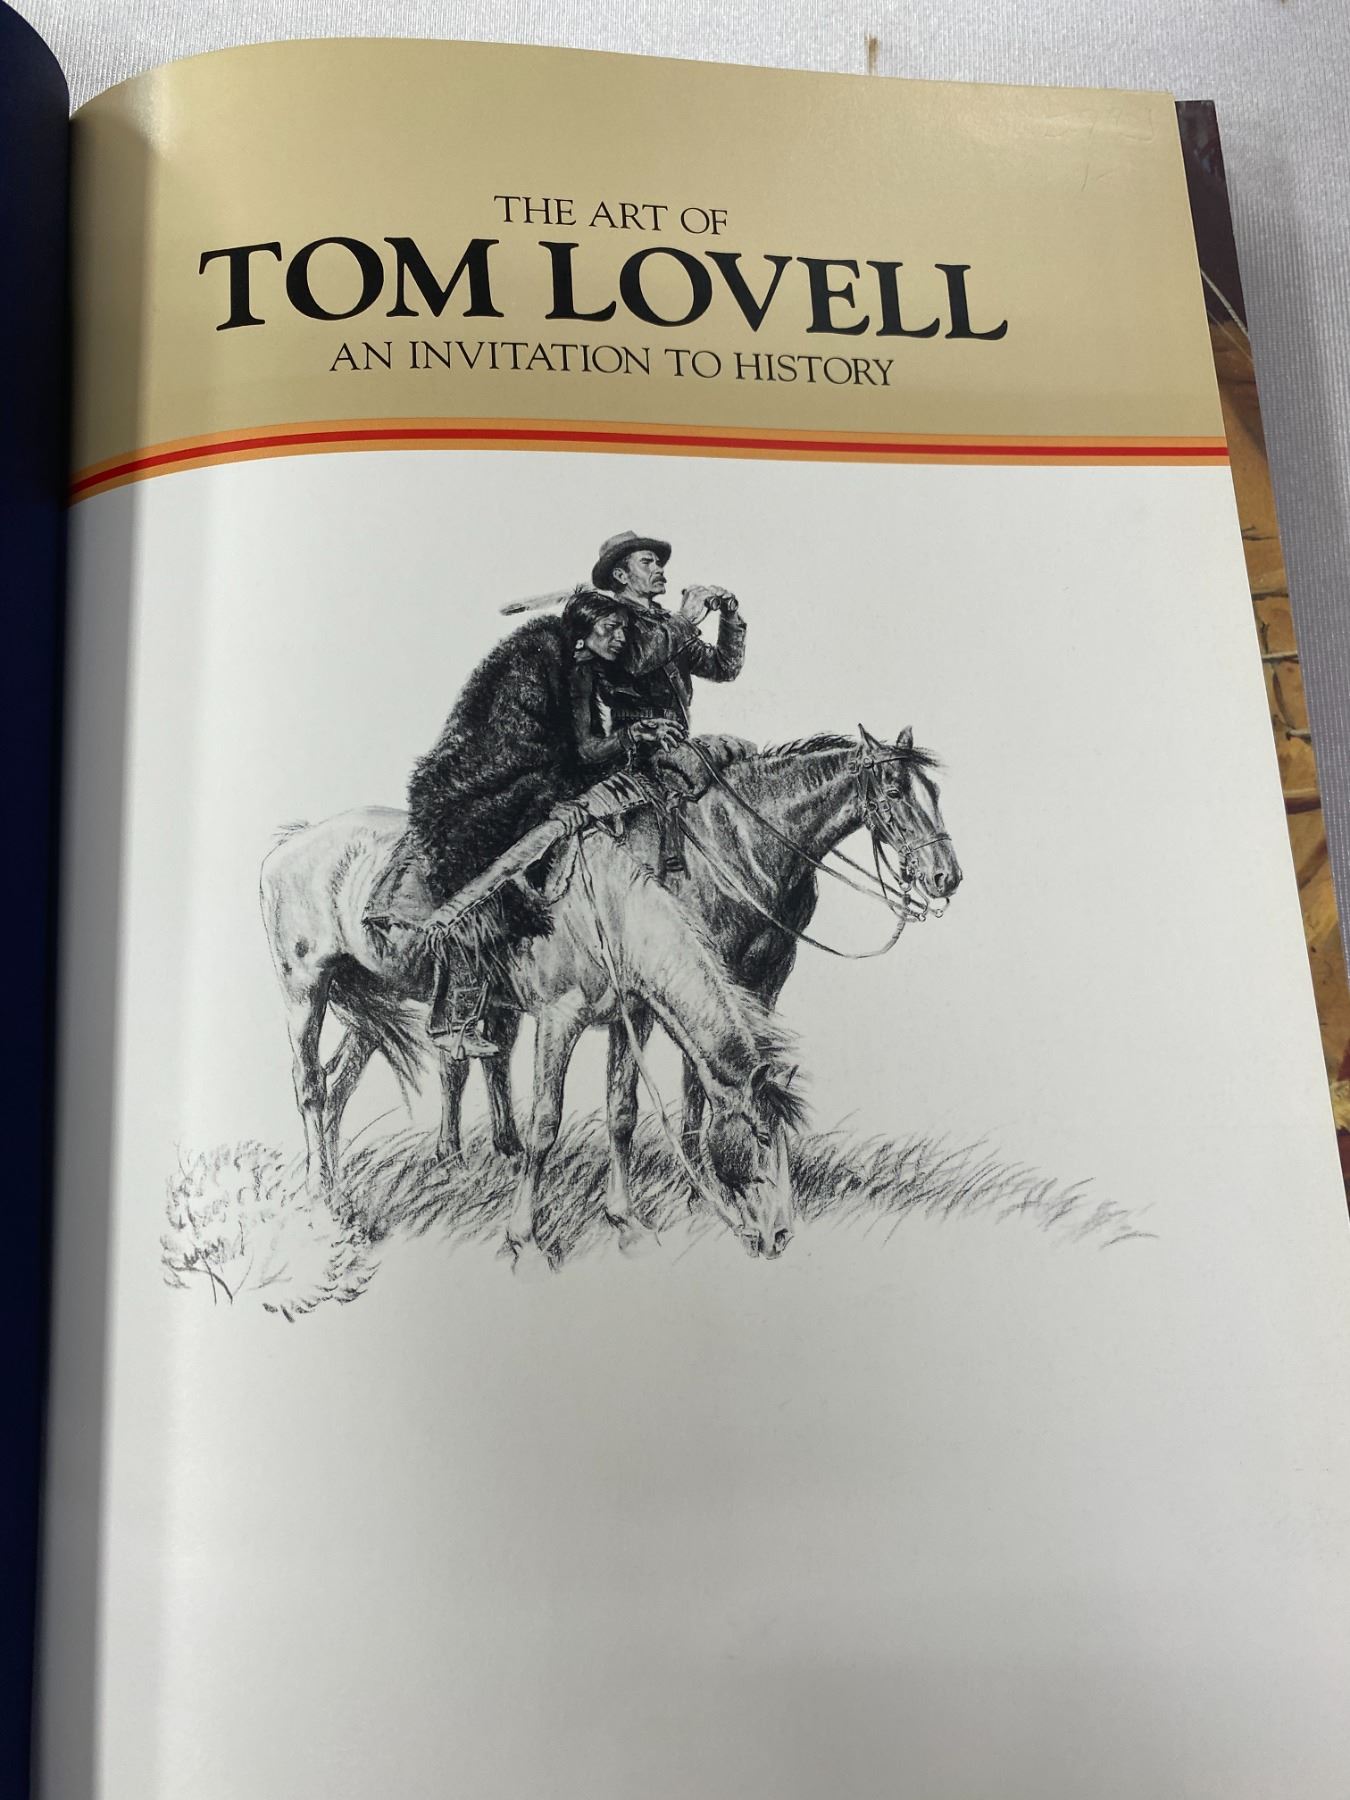 THE ART OF
TOM LOVELL
AN INVITATION TO HISTORY